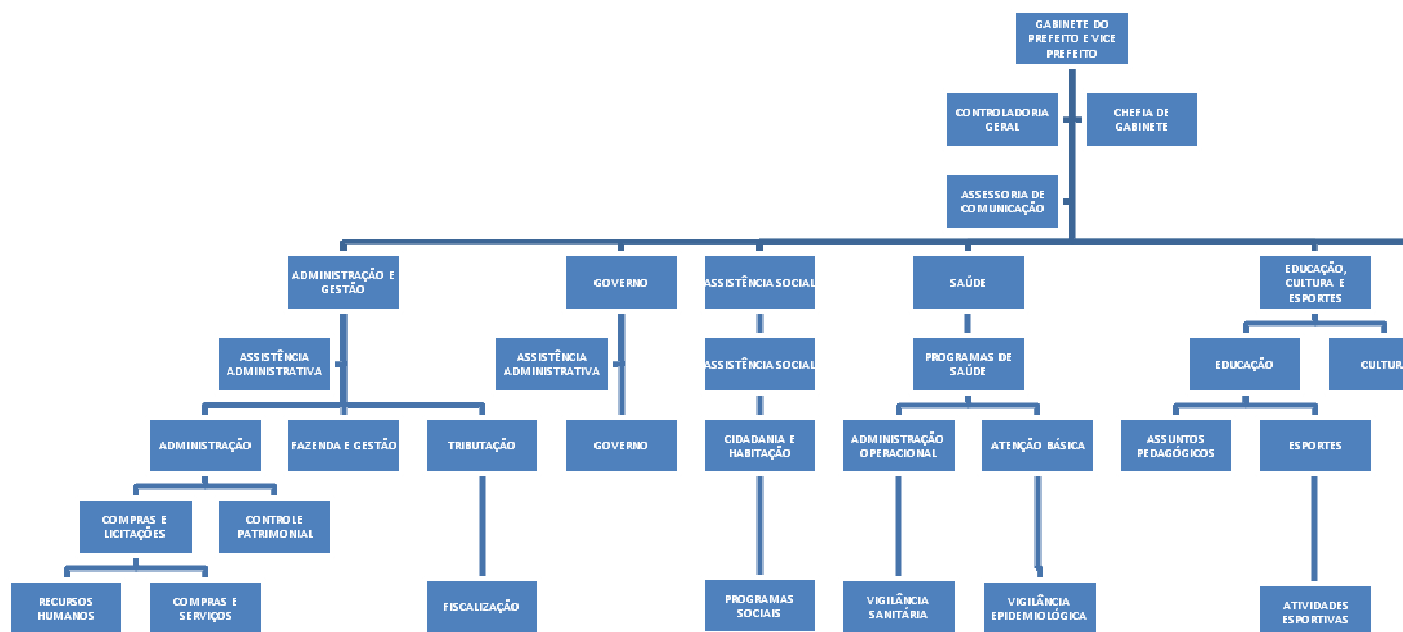 GABINETE DO
PREFEITO E VICE
PREFEITO
CONTROLADORIA
GERAL
CHEFIA DE
GABINETE
ASSESSORIA DE
COMUNICAÇÃO
ADMINISTRAÇÃO E
GESTÃO
GOVERNO
ASSISTÊNCIA SOCIAL
SAÚDE
EDUCAÇÃO,
CULTURA E
ESPORTES
ASSISTÊNCIA
ADMINISTRATIVA
ASSISTÊNCIA
ADMINISTRATIVA
ASSISTÊNCIA SOCIAL
PROGRAMAS DE
SAÚDE
EDUCAÇÃO
CULTURA
ADMINISTRAÇÃO
FAZENDA E GESTÃO
TRIBUTAÇÃO
GOVERNO
CIDADANIA E
HABITAÇÃO
ADMINISTRAÇÃO
OPERACIONAL
ATENÇÃO BÁSICA
ASSUNTOS
PEDAGÓGICOS
ESPORTES
COMPRAS E
LICITAÇÕES
CONTROLE
PATRIMONIAL
RECURSOS
HUMANOS
COMPRAS E
SERVIÇOS
FISCALIZAÇÃO
PROGRAMAS
SOCIAIS
VIGILÂNCIA
SANITÁRIA
VIGILÂNCIA
EPIDEMIOLÓGICA
ATIVIDADES
ESPORTIVAS